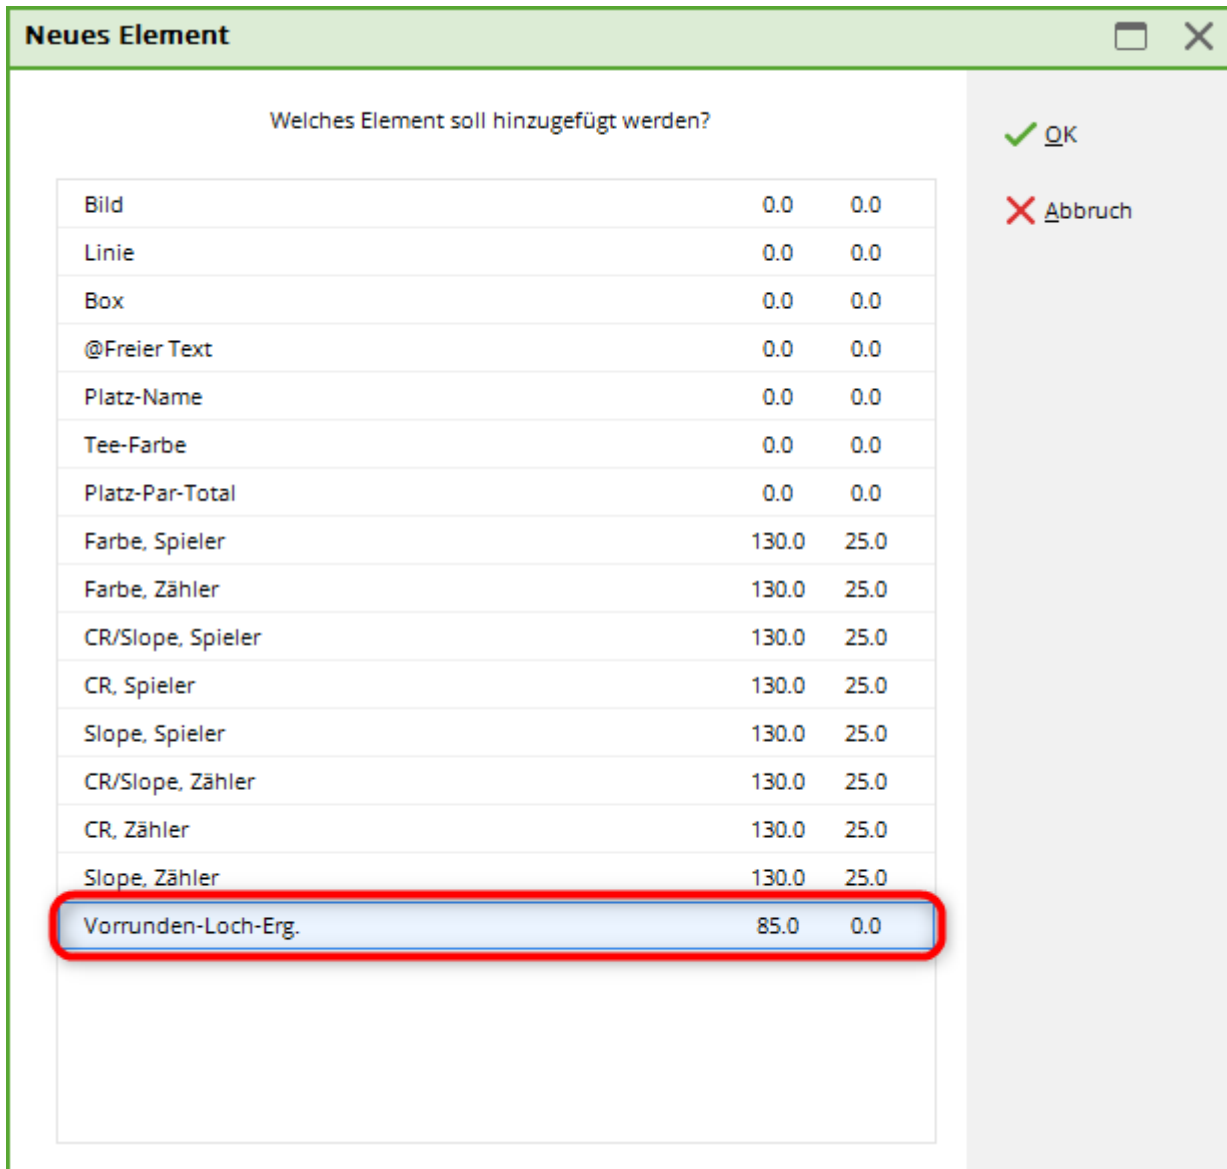 Neues Element
Welches Element soll hinzugefügt werden?
OK
Abbruch
Bild 0.0 0.0
Linie 0.0 0.0
Box 0.0 0.0
@Freier Text 0.0 0.0
Platz-Name 0.0 0.0
Tee-Farbe 0.0 0.0
Platz-Par-Total 0.0 0.0
Farbe, Spieler 130.0 25.0
Farbe, Zähler 130.0 25.0
CR/Slope, Spieler 130.0 25.0
CR, Spieler 130.0 25.0
Slope, Spieler 130.0 25.0
CR/Slope, Zähler 130.0 25.0
CR, Zähler 130.0 25.0
Slope, Zähler 130.0 25.0
Vorrunden-Loch-Erg. 85.0 0.0